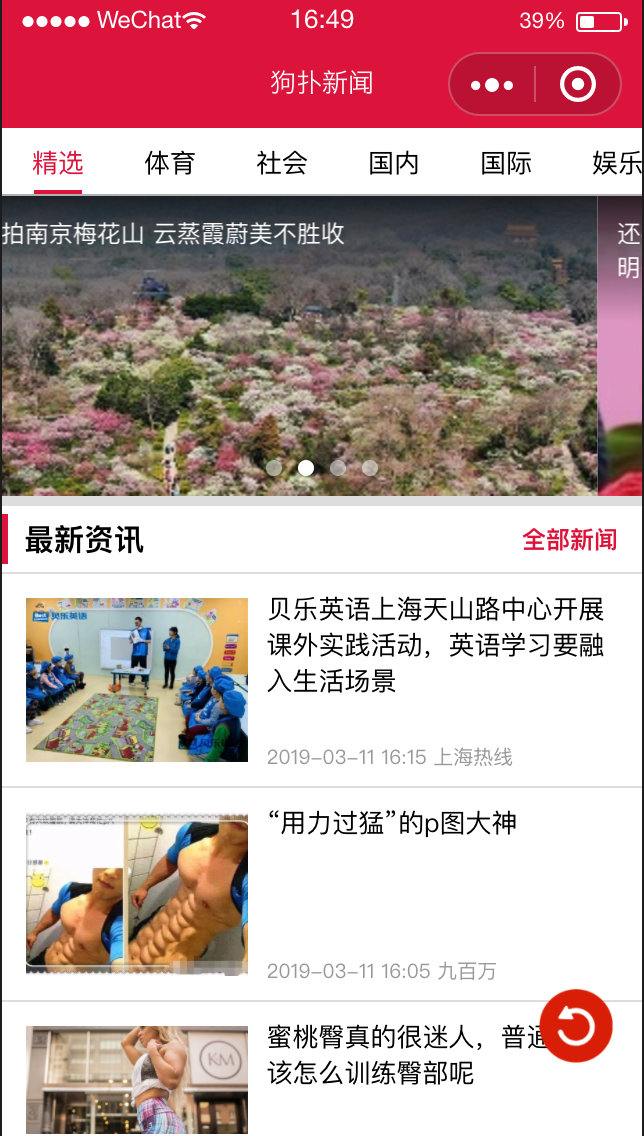 WeChat 16:49 39%
狗扑新闻
精选 体育 社会 国内 国际 娱乐
拍南京梅花山 云蒸霞蔚美不胜收
还
明
最新资讯 全部新闻
贝乐英语
贝乐英语上海天山路中心开展
课外实践活动，英语学习要融
入生活场景
2019-03-11 16:15 上海热线
“用力过猛”的p图大神
2019-03-11 16:05 九百万
KM
蜜桃臀真的很迷人，普通
该怎么训练臀部呢